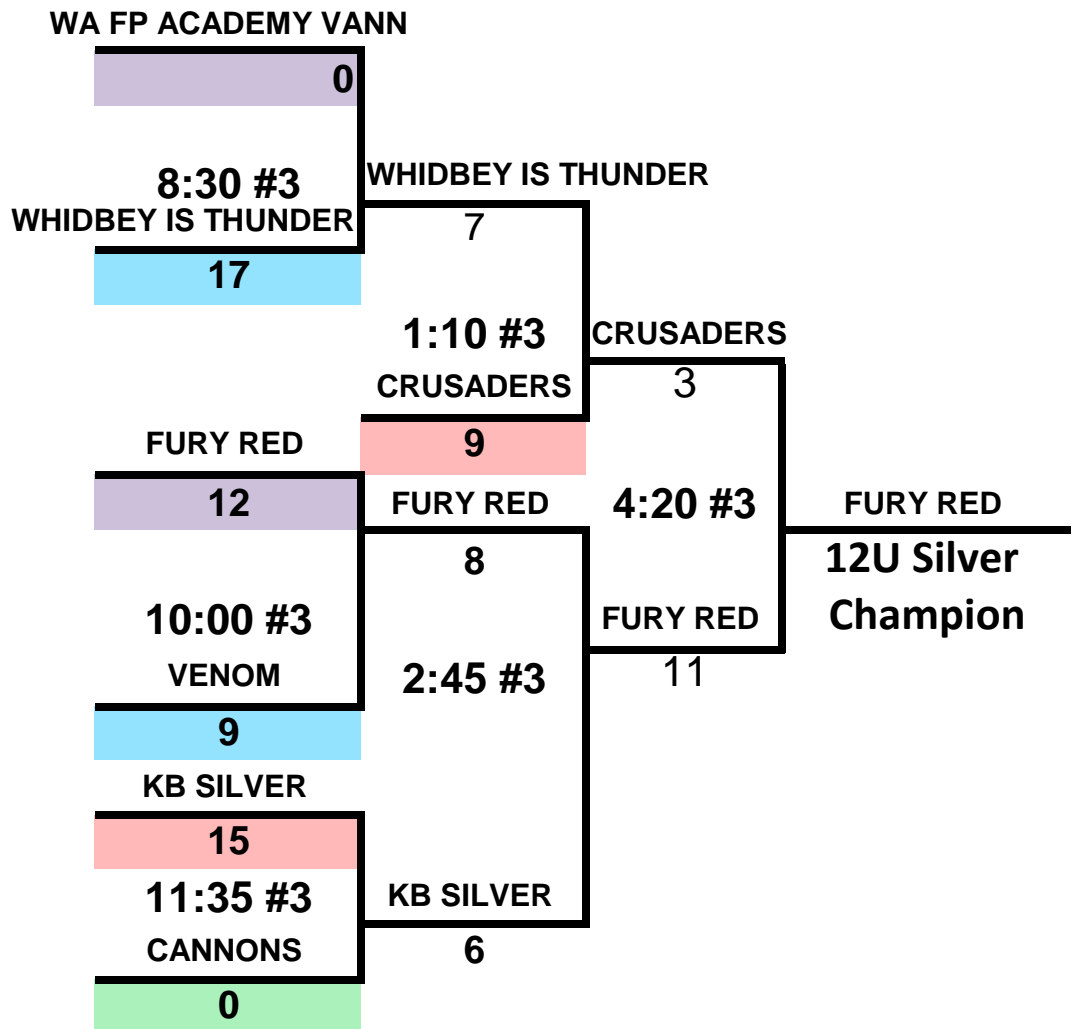 WA FP ACADEMY VANN
0
8:30 #3
WHIDBEY IS THUNDER
WHIDBEY IS THUNDER
17
7
1:10 #3
CRUSADERS
CRUSADERS
3
FURY RED
9
12
FURY RED
4:20 #3
FURY RED
8
12U Silver
Champion
10:00 #3
FURY RED
VENOM
2:45 #3
11
9
KB SILVER
15
11:35 #3
KB SILVER
CANNONS
6
0